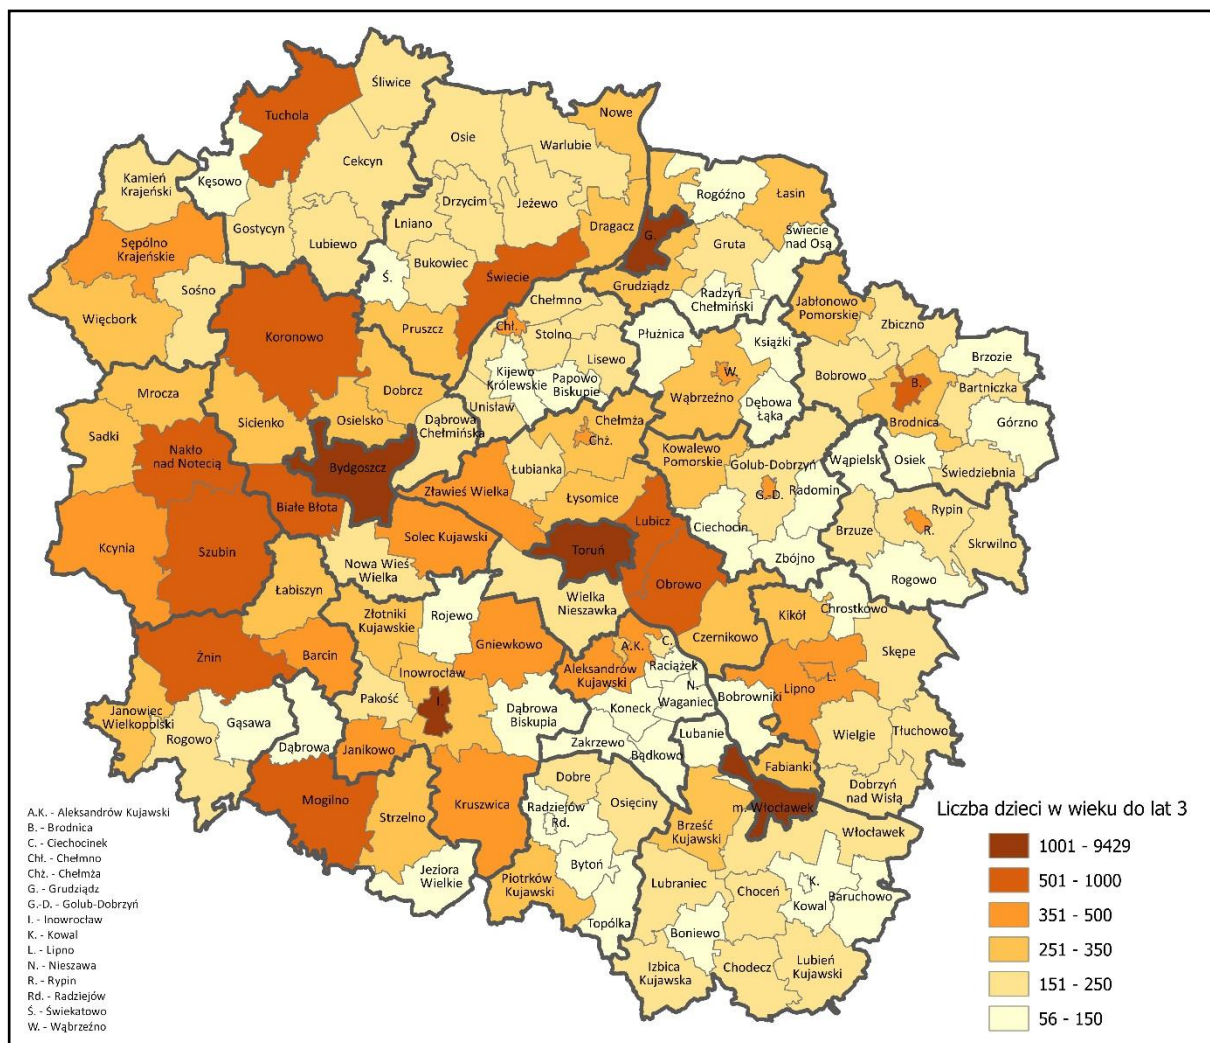 Śliwice
Tuchola
Nowe
Osie
Warlubie
Cekcyn
Kamień
Krajeński
Kęsowo
Rogóźno
Łasin
Drzycim
Jeżewo
Gostycyn
Lniano
Dragacz
G.
Świecie
nad Osą
Sępólno
Krajeńskie
Lubiewo
Gruta
Bukowiec
Ś.
Świecie
Sośno
Grudziądz
Radzyń
Chełmiński
Chełmno
Jabłonowo
Pomorskie
Więcbork
Koronowo
Pruszcz
Chł.
Stolno
Płużnica
Książki
Zbiczno
Lisewo
Brzozie
Kijewo
Królewskie
Papowo
Biskupie
W.
Bobrowo
B.
Bartniczka
Mrocza
Dobrcz
Wąbrzeźno
Dębowa
Łąka
Unisław
Sicienko
Osielsko
Dąbrowa
Chełmińska
Chełmża
Chż.
Brodnica
Górzno
Sadki
Nakło
nad Notecią
Kowalewo
Pomorskie
Golub-Dobrzyń
Wąpielsk
Osiek
Bydgoszcz
Łubianka
Świedziebnia
Zławieś Wielka
G.-D.
Radomin
Łysomice
Białe Błota
Lubicz
Ciechocin
Rypin
R.
Brzuze
Solec Kujawski
Kcynia
Szubin
Toruń
Skrwilno
Zbójno
Nowa Wieś
Wielka
Rogowo
Obrowo
Łabiszyn
Wielka
Nieszawka
Chrostkowo
Kikół
Złotniki
Kujawskie
Rojewo
Czernikowo
Gniewkowo
A.K.
C.
Skępe
Żnin
Barcin
Aleksandrów
Kujawski
Raciążek
Inowrocław
L.
N.
Lipno
Pakość
I.
Waganiec
Bobrowniki
Janowiec
Wielkopolski
Gąsawa
Dąbrowa
Biskupia
Koneck
Rogowo
Lubanie
Wielgie
Tłuchowo
Dąbrowa
Janikowo
Zakrzewo
Bądkowo
Fabianki
Dobre
Dobrzyń
nad Wisłą
Mogilno
Kruszwica
Radziejów
Rd.
Osięciny
m. Włocławek
Strzelno
Brześć
Kujawski
Włocławek
Jeziora
Wielkie
Bytoń
Lubraniec
K.
Piotrków
Kujawski
Choceń
Kowal
Baruchowo
Topólka
Boniewo
Izbica
Kujawska
Chodecz
Lubień
Kujawski
A.K. - Aleksandrów Kujawski
B. - Brodnica
C. - Ciechocinek
Chł. - Chełmno
Chż. - Chełmża
G. - Grudziądz
G.-D. - Golub-Dobrzyń
I. - Inowrocław
K. - Kowal
L. - Lipno
N. - Nieszawa
R. - Rypin
Rd. - Radziejów
Ś. - Świekatowo
W. - Wąbrzeźno
Liczba dzieci w wieku do lat 3
1001 - 9429
501 - 1000
351 - 500
251 - 350
151 - 250
56 - 150